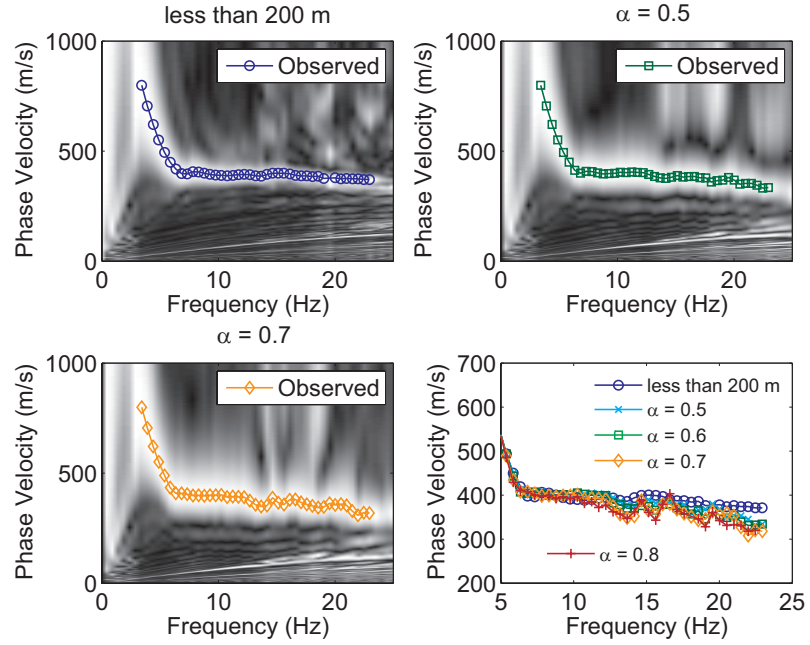 less than 200 m
1000
500
0
Phase Velocity (m/s)
Observed
0 10 20
Frequency (Hz)
α = 0.5
1000
500
0
Phase Velocity (m/s)
Observed
0 10 20
Frequency (Hz)
α = 0.7
1000
500
0
Phase Velocity (m/s)
Observed
0 10 20
Frequency (Hz)
700
600
500
400
300
200
Phase Velocity (m/s)
less than 200 m
α = 0.5
α = 0.6
α = 0.7
α = 0.8
5 10 15 20 25
Frequency (Hz)